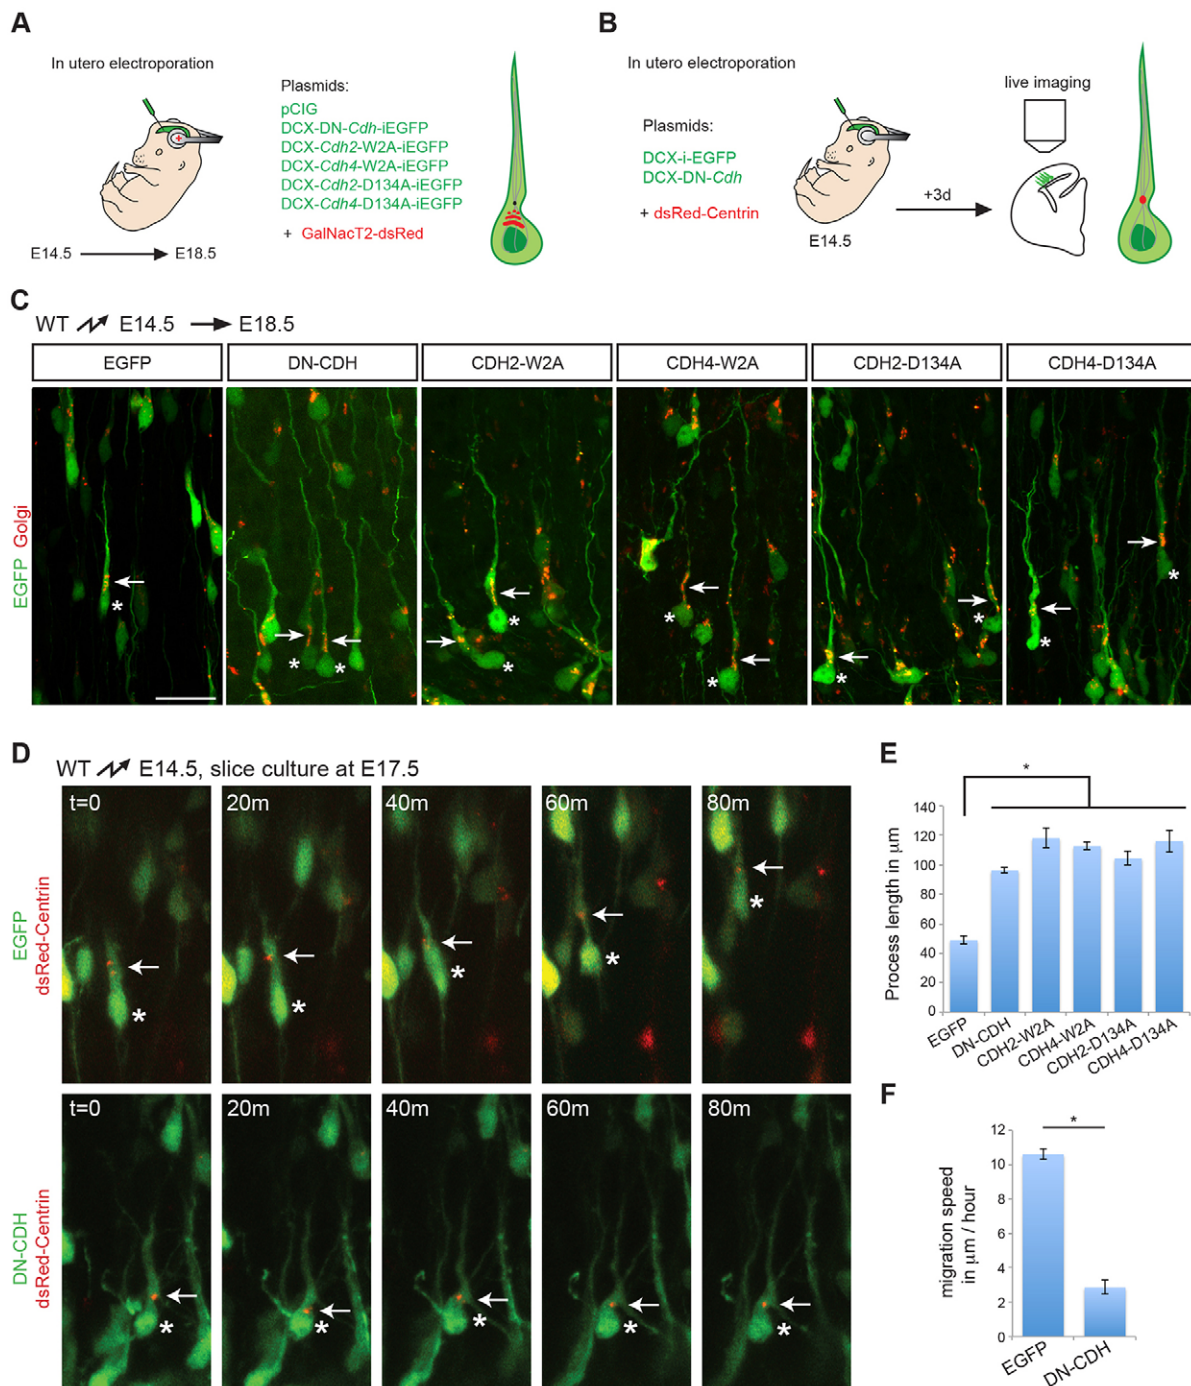 A
In utero electroporation
Plasmids:
pCIG
DCX-DN-Cdh-iEGFP
DCX-Cdh2-W2A-iEGFP
DCX-Cdh4-W2A-iEGFP
DCX-Cdh2-D134A-iEGFP
DCX-Cdh4-D134A-iEGFP
+ GalNacT2-dsRed
E14.5
E18.5
B
In utero electroporation
Plasmids:
DCX-i-EGFP
DCX-DN-Cdh
+ dsRed-Centrin
E14.5
+3d
live imaging
C
WT E14.5 E18.5
EGFP
DN-CDH
CDH2-W2A
CDH4-W2A
CDH2-D134A
CDH4-D134A
EGFP Golgi
* * * * * * * * * * *
D
WT E14.5, slice culture at E17.5
t=0
20m
40m
60m
80m
EGFP
dsRed-Centrin
* * * * *
t=0
20m
40m
60m
80m
DN-CDH
dsRed-Centrin
* * * * *
E
*
Process length in μm
140
120
100
80
60
40
20
0
EGFP
DN-CDH
CDH2-W2A
CDH4-W2A
CDH2-D134A
CDH4-D134A
F
*
migration speed
in μm / hour
12
10
8
6
4
2
0
EGFP
DN-CDH